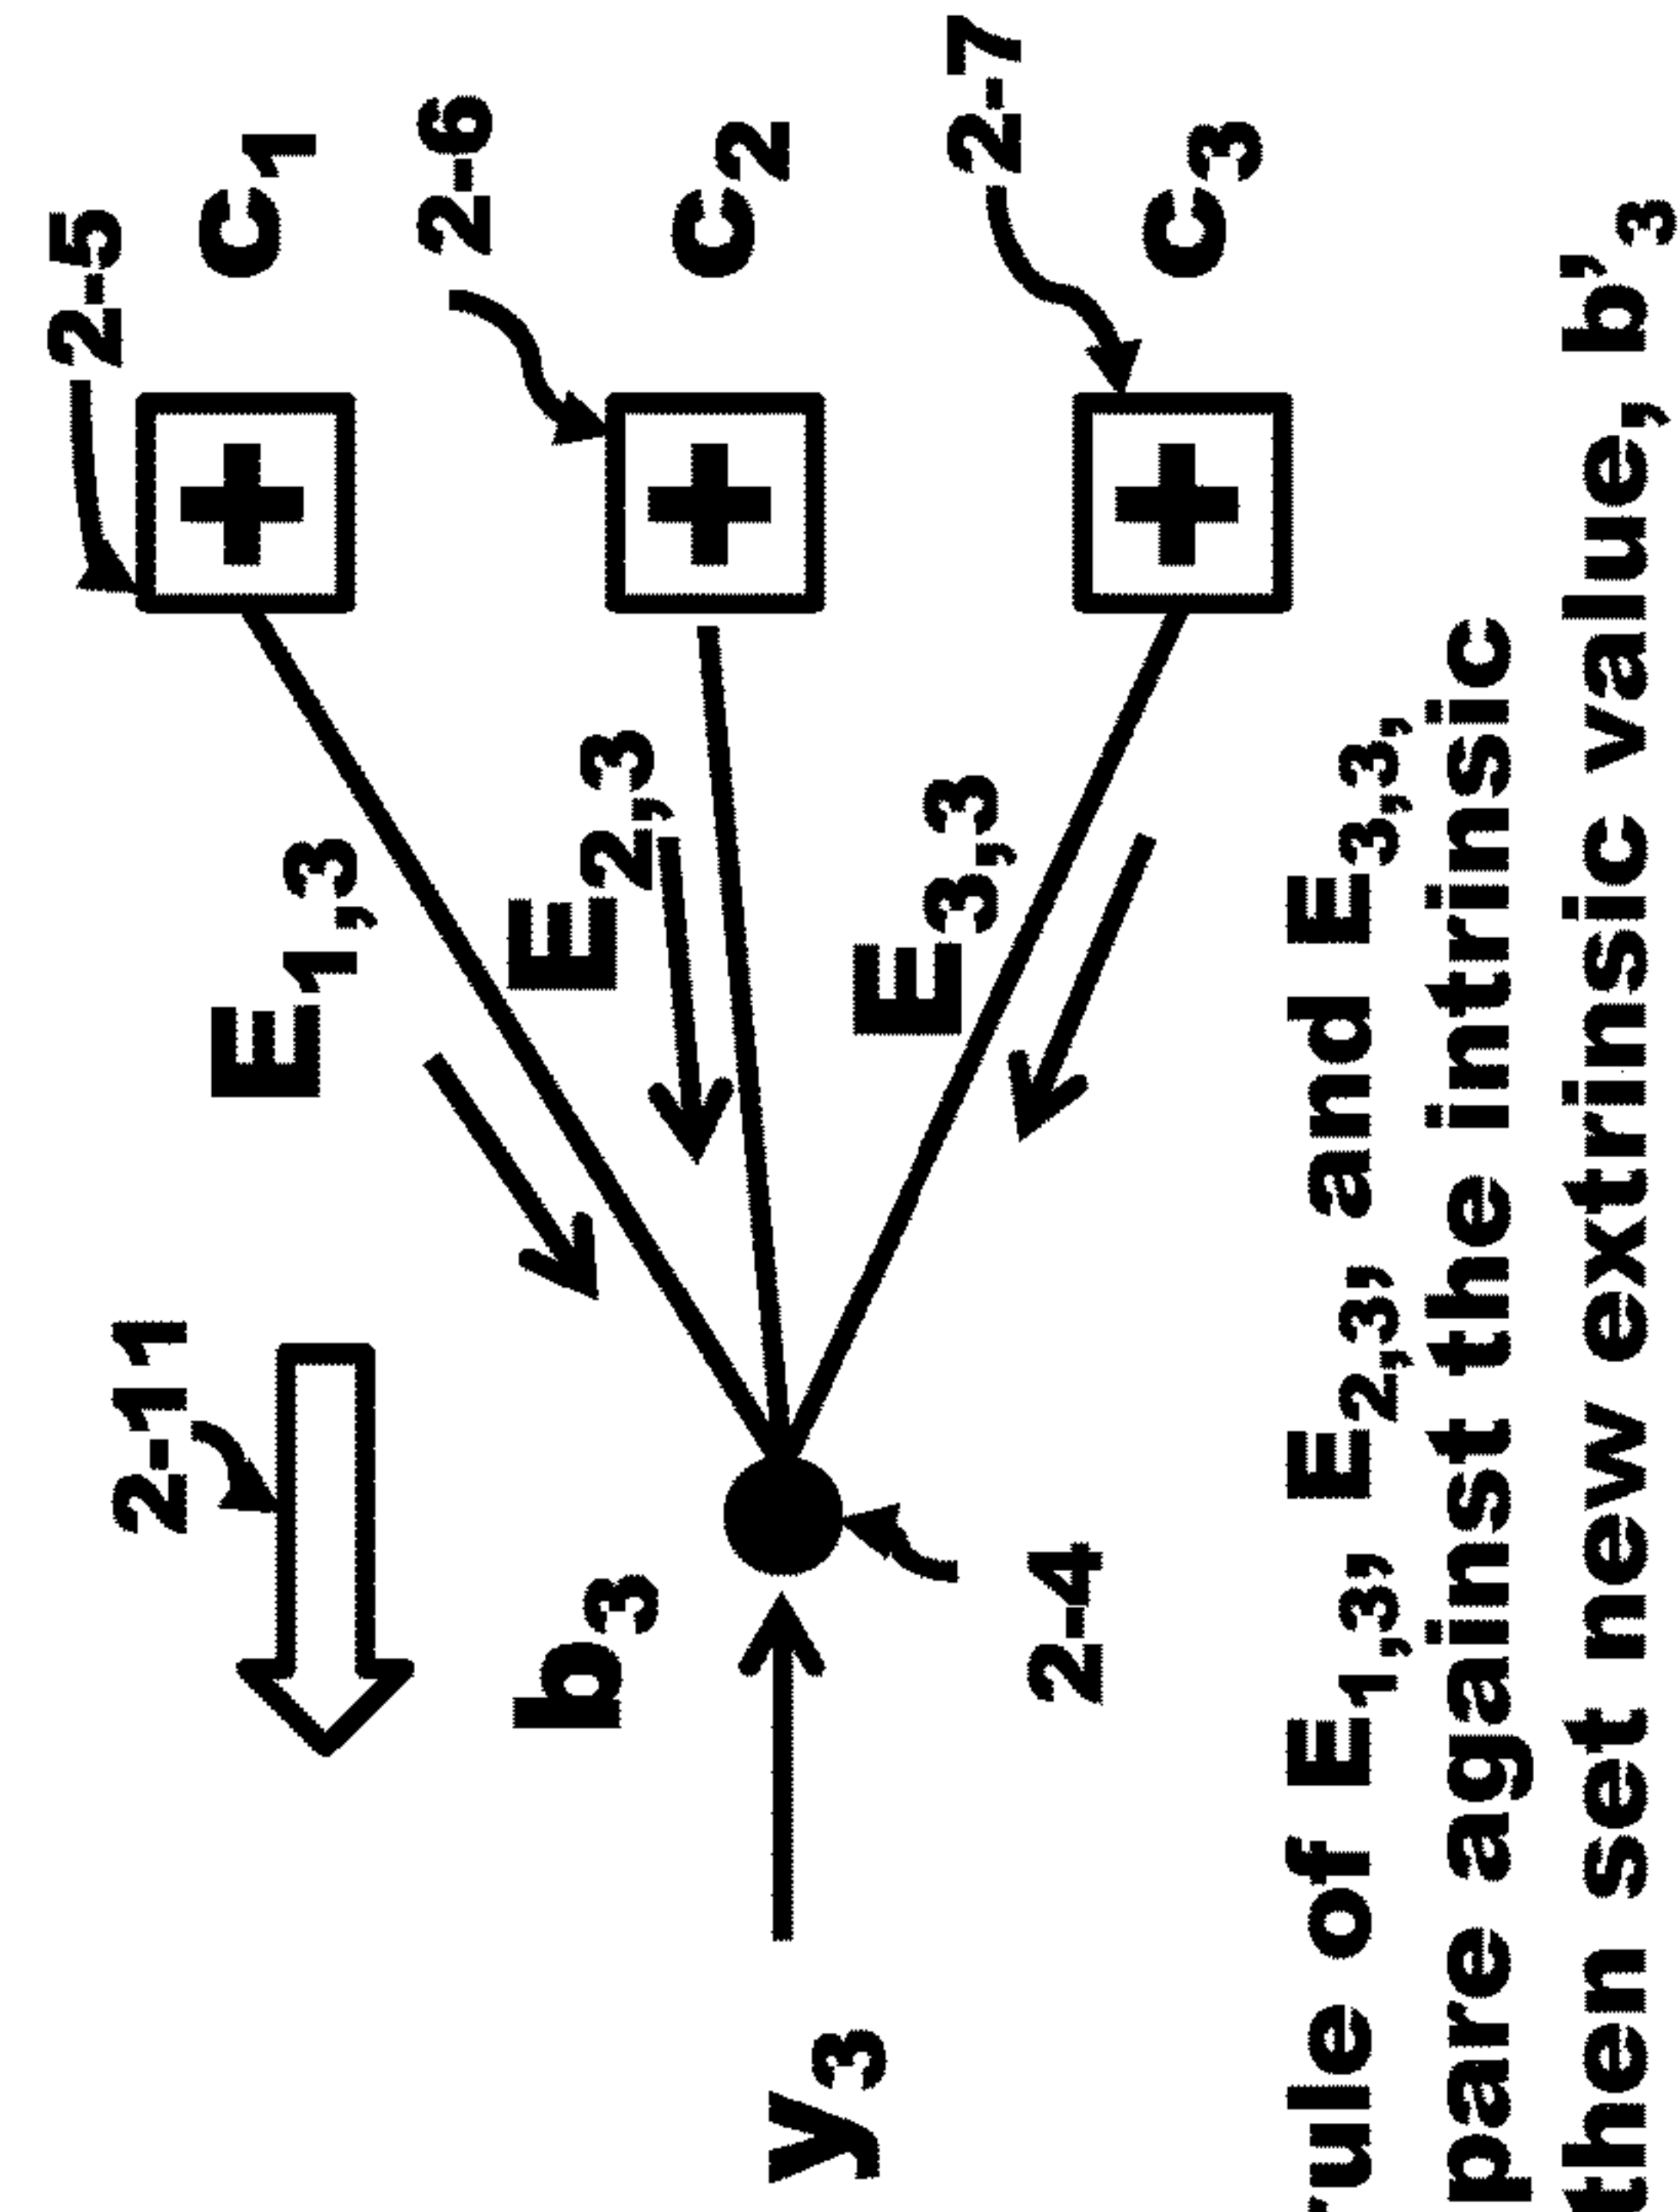 2-5
2-11
C1
E1,3
2-6
E2,3
b3
C2
y3
E3,3
2-7
2-4
C3
rule of E1,3, E2,3, and E3,3,
pare against the intrinsic
then set new extrinsic value, b'3